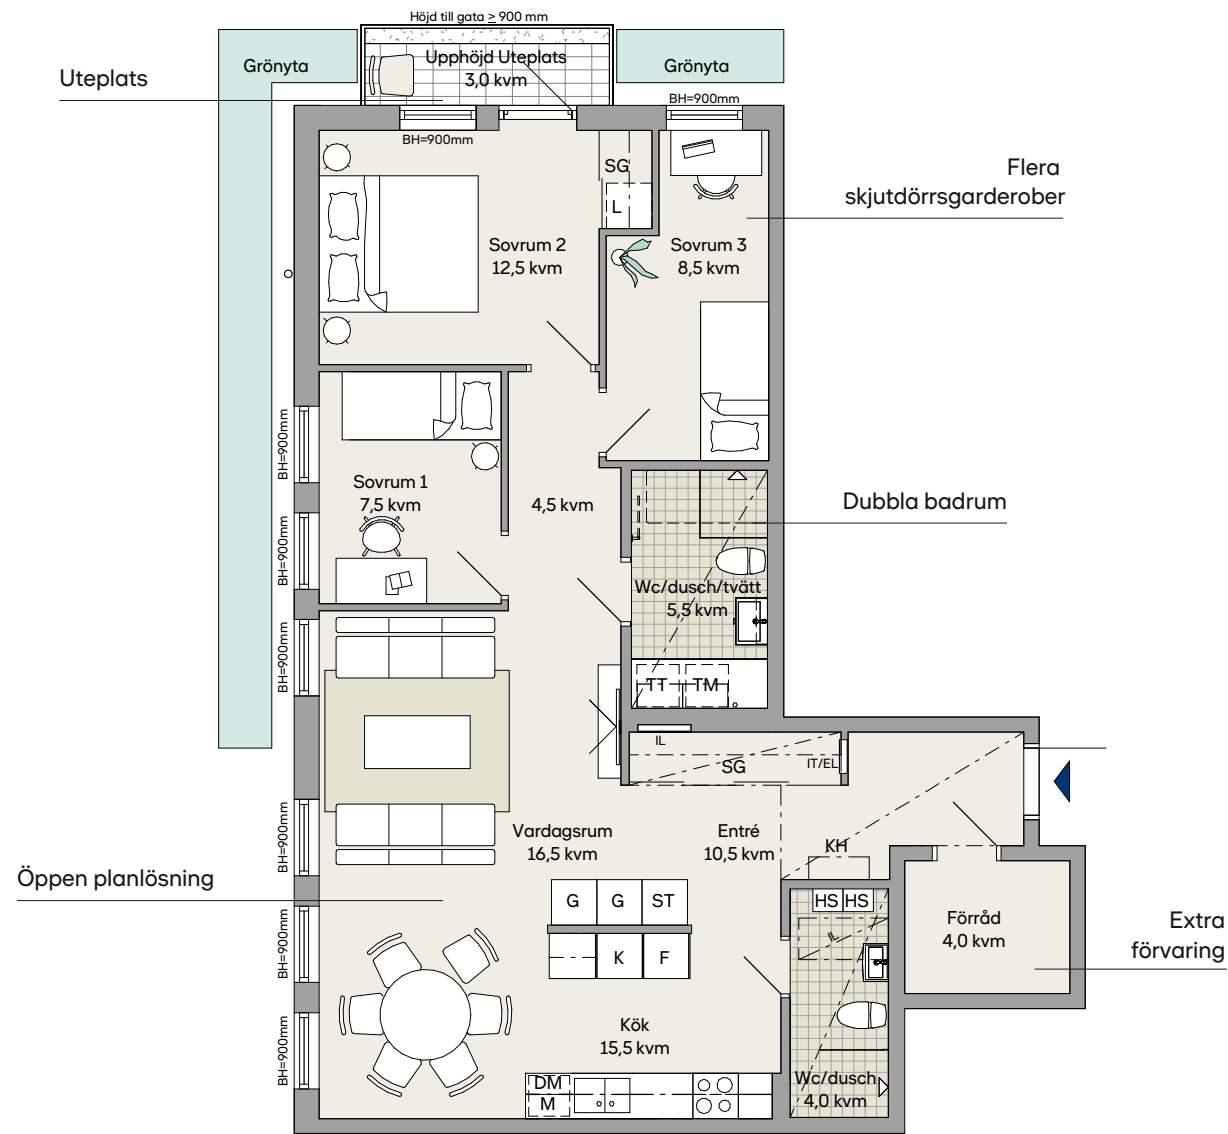 Höjd till gata ≥ 900 mm
Grönyta
Upphöjd Uteplats
3,0 kvm
Grönyta
Uteplats
BH=900mm
BH=900mm
SG
L
Flera
skjutdörrsgarderober
Sovrum 2
12,5 kvm
Sovrum 3
8,5 kvm
BH=900mm
Sovrum 1
7,5 kvm
4,5 kvm
Dubbla badrum
BH=900mm
Wc/dusch/tvätt
5,5 kvm
BH=900mm
TT
TM
IL
SG
IT/EL
BH=900mm
Vardagsrum
16,5 kvm
Entré
10,5 kvm
KH
Öppen planlösning
G
G
ST
HS
HS
IL
Förråd
4,0 kvm
Extra
förvaring
BH=900mm
K
F
Kök
15,5 kvm
BH=900mm
DM
M
Wc/dusch
4,0 kvm